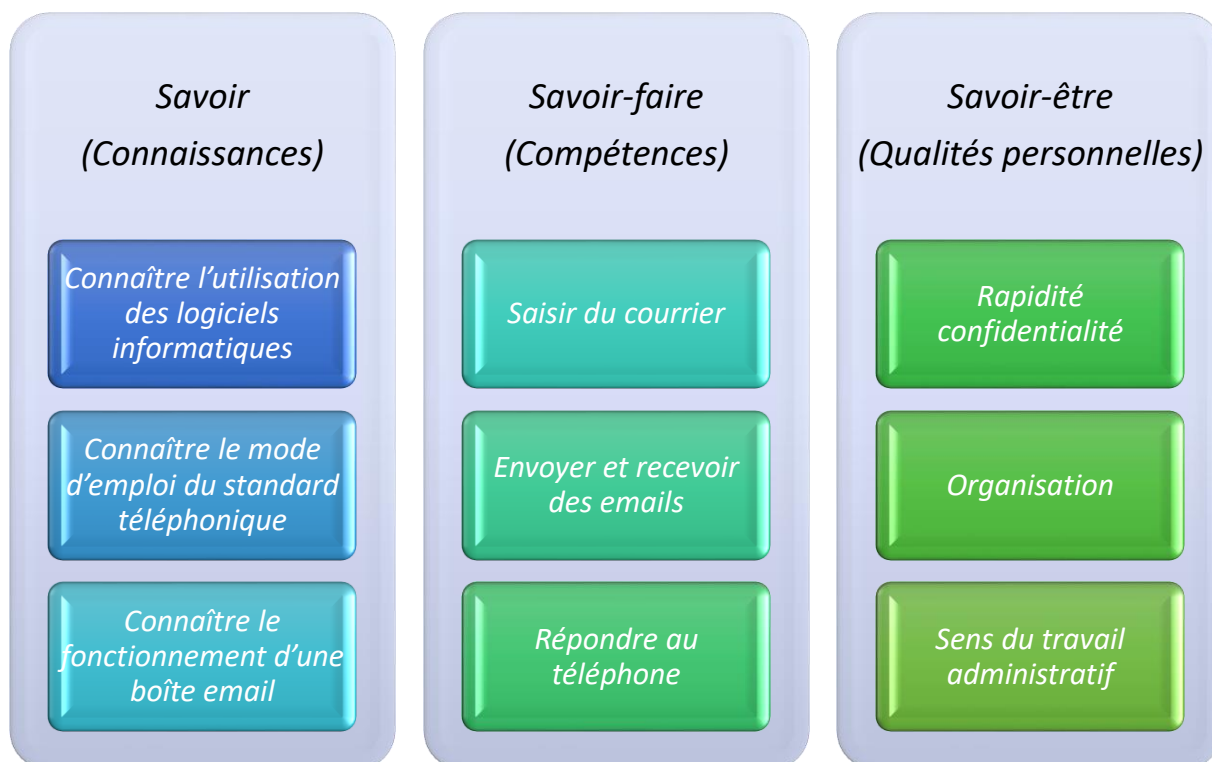 Savoir
(Connaissances)
Connaître l’utilisation
des logiciels
informatiques
Connaître le mode
d’emploi du standard
téléphonique
Connaître le
fonctionnement d’une
boîte email
Savoir-faire
(Compétences)
Saisir du courrier
Envoyer et recevoir
des emails
Répondre au
téléphone
Savoir-être
(Qualités personnelles)
Rapidité
confidentialité
Organisation
Sens du travail
administratif